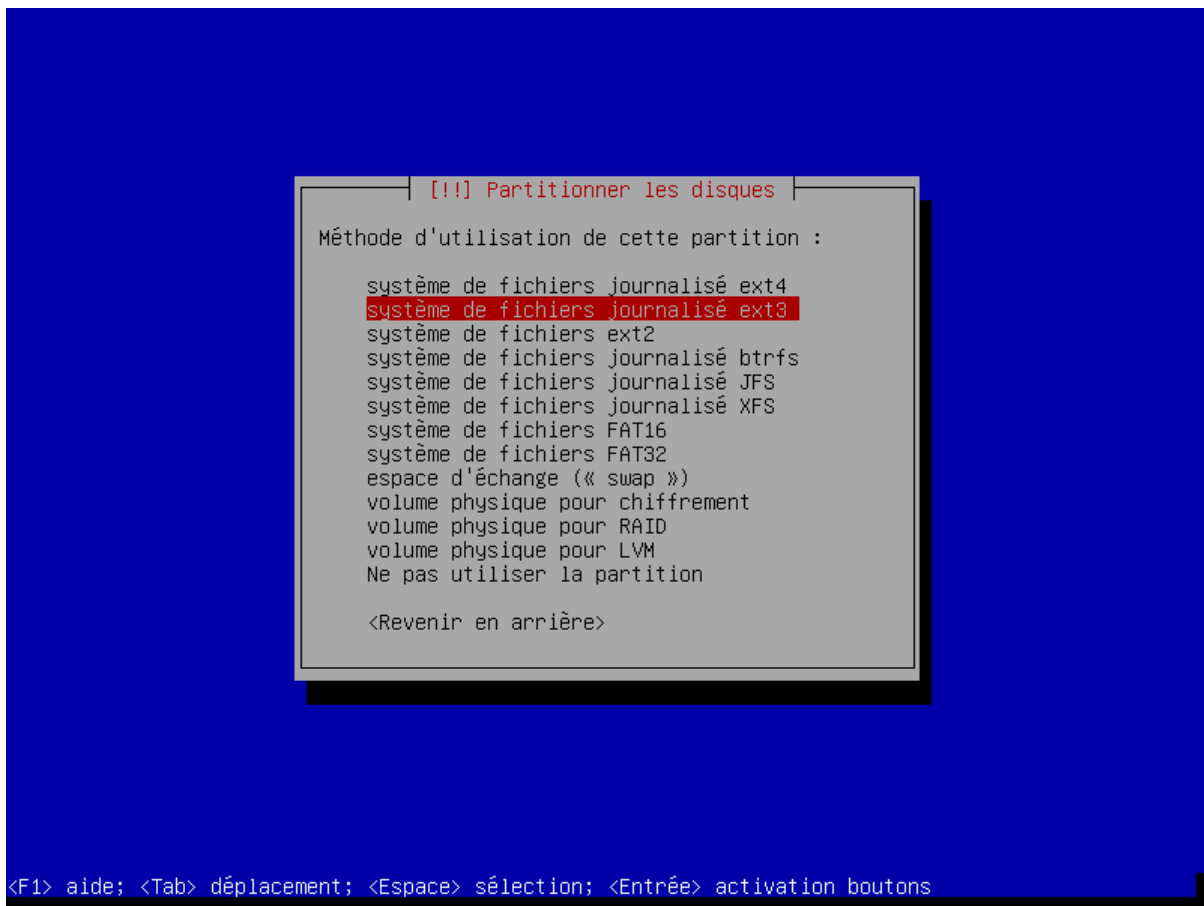 [!!] Partitionner les disques
Méthode d'utilisation de cette partition :
système de fichiers journalisé ext4
système de fichiers journalisé ext3
système de fichiers ext2
système de fichiers journalisé btrfs
système de fichiers journalisé JFS
système de fichiers journalisé XFS
système de fichiers FAT16
système de fichiers FAT32
espace d'échange (« swap »)
volume physique pour chiffrement
volume physique pour RAID
volume physique pour LVM
Ne pas utiliser la partition
<Revenir en arrière>
<F1> aide; <Tab> déplacement; <Espace> sélection; <Entrée> activation boutons